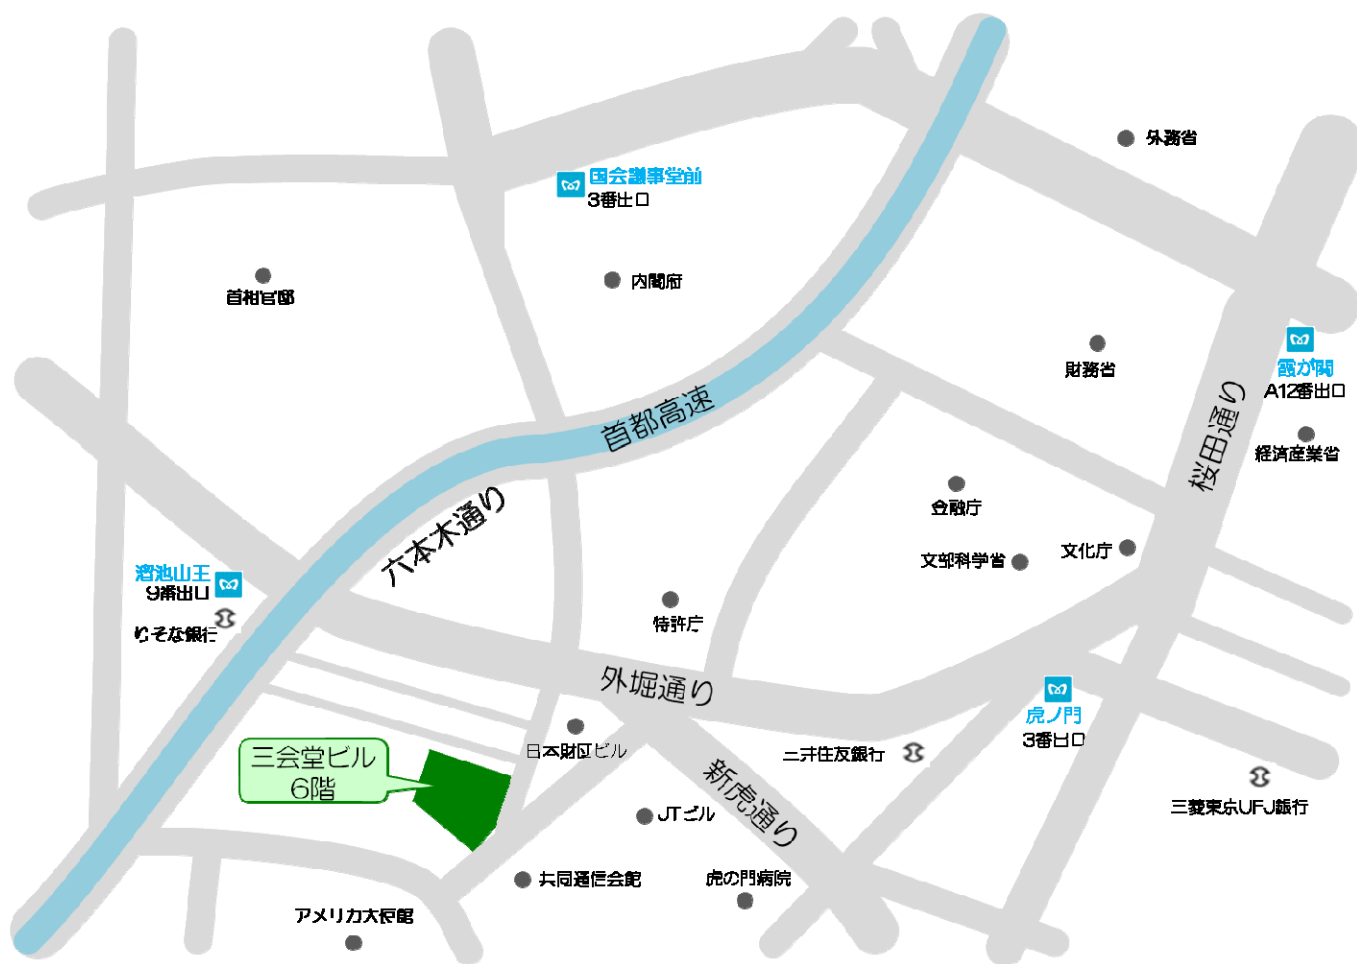 外務省
国会議事堂前
3番出口
首相官邸
内閣府
霞が関
A12番出口
財務省
経済産業省
桜田通り
首都高速
六本木通り
金融庁
文部科学省
文化庁
溜池山王
9番出口
りそな銀行
特許庁
外堀通り
虎ノ門
3番出口
三会堂ビル
6階
日本財団ビル
三井住友銀行
新虎通り
三菱東京UFJ銀行
JTビル
共同通信会館
虎の門病院
アメリカ大使館